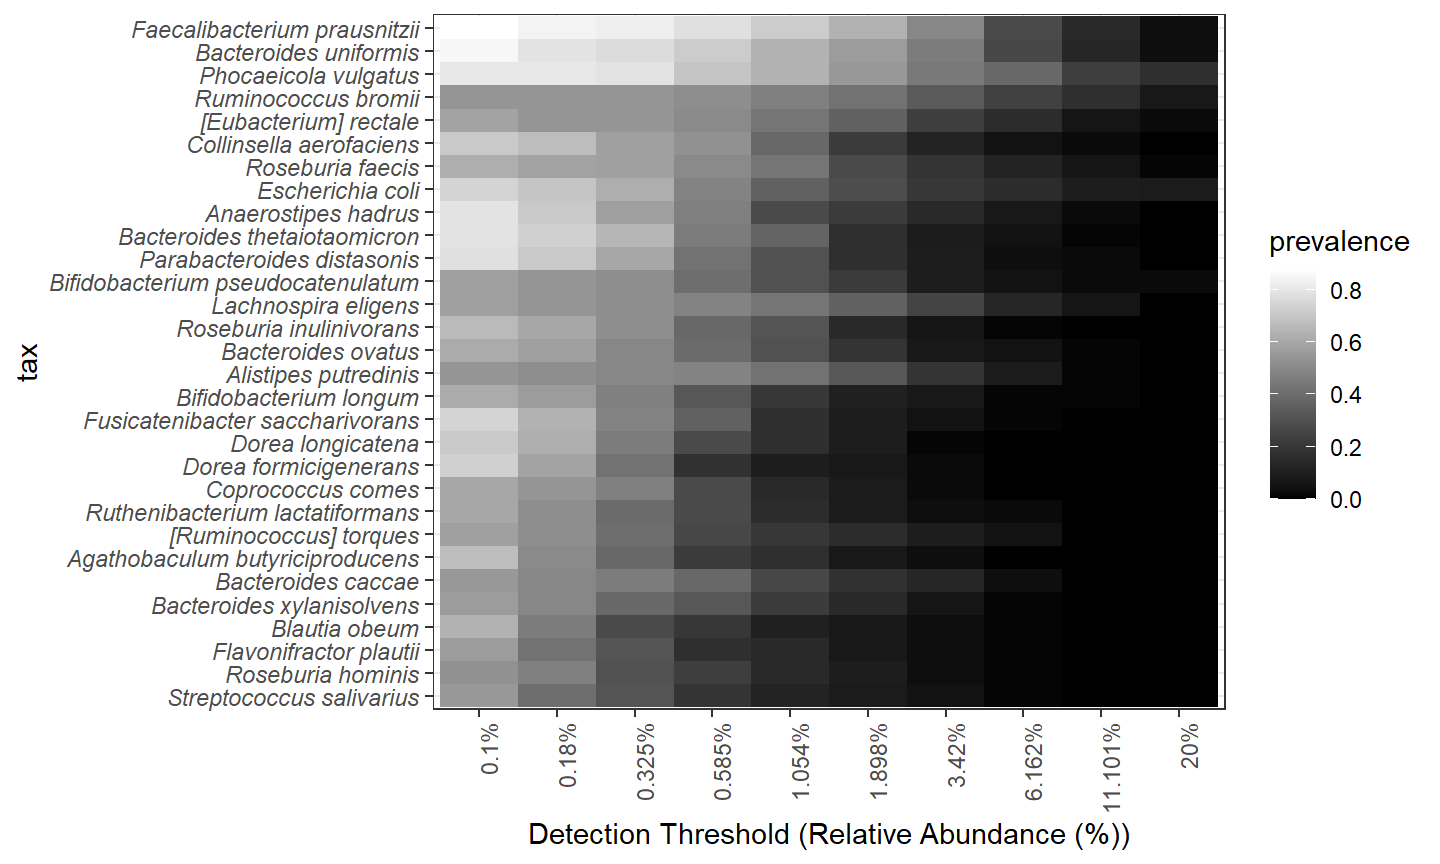 Faecalibacterium prausnitzii
Bacteroides uniformis
Phocaeicola vulgatus
Ruminococcus bromii
[Eubacterium] rectale
Collinsella aerofaciens
Roseburia faecis
Escherichia coli
Anaerostipes hadrus
Bacteroides thetaiotaomicron
Parabacteroides distasonis
Bifidobacterium pseudocatenulatum
Lachnospira eligens
Roseburia inulinivorans
Bacteroides ovatus
Alistipes putredinis
Bifidobacterium longum
Fusicatenibacter saccharivorans
Dorea longicatena
Dorea formicigenerans
Coprococcus comes
Ruthenibacterium lactatiformans
[Ruminococcus] torques
Agathobaculum butyriciproducens
Bacteroides caccae
Bacteroides xylanisolvens
Blautia obeum
Flavonifractor plautii
Roseburia hominis
Streptococcus salivarius
tax
0.1%
0.18%
0.325%
0.585%
1.054%
1.898%
3.42%
6.162%
11.101%
20%
Detection Threshold (Relative Abundance (%))
prevalence
0.8
0.6
0.4
0.2
0.0